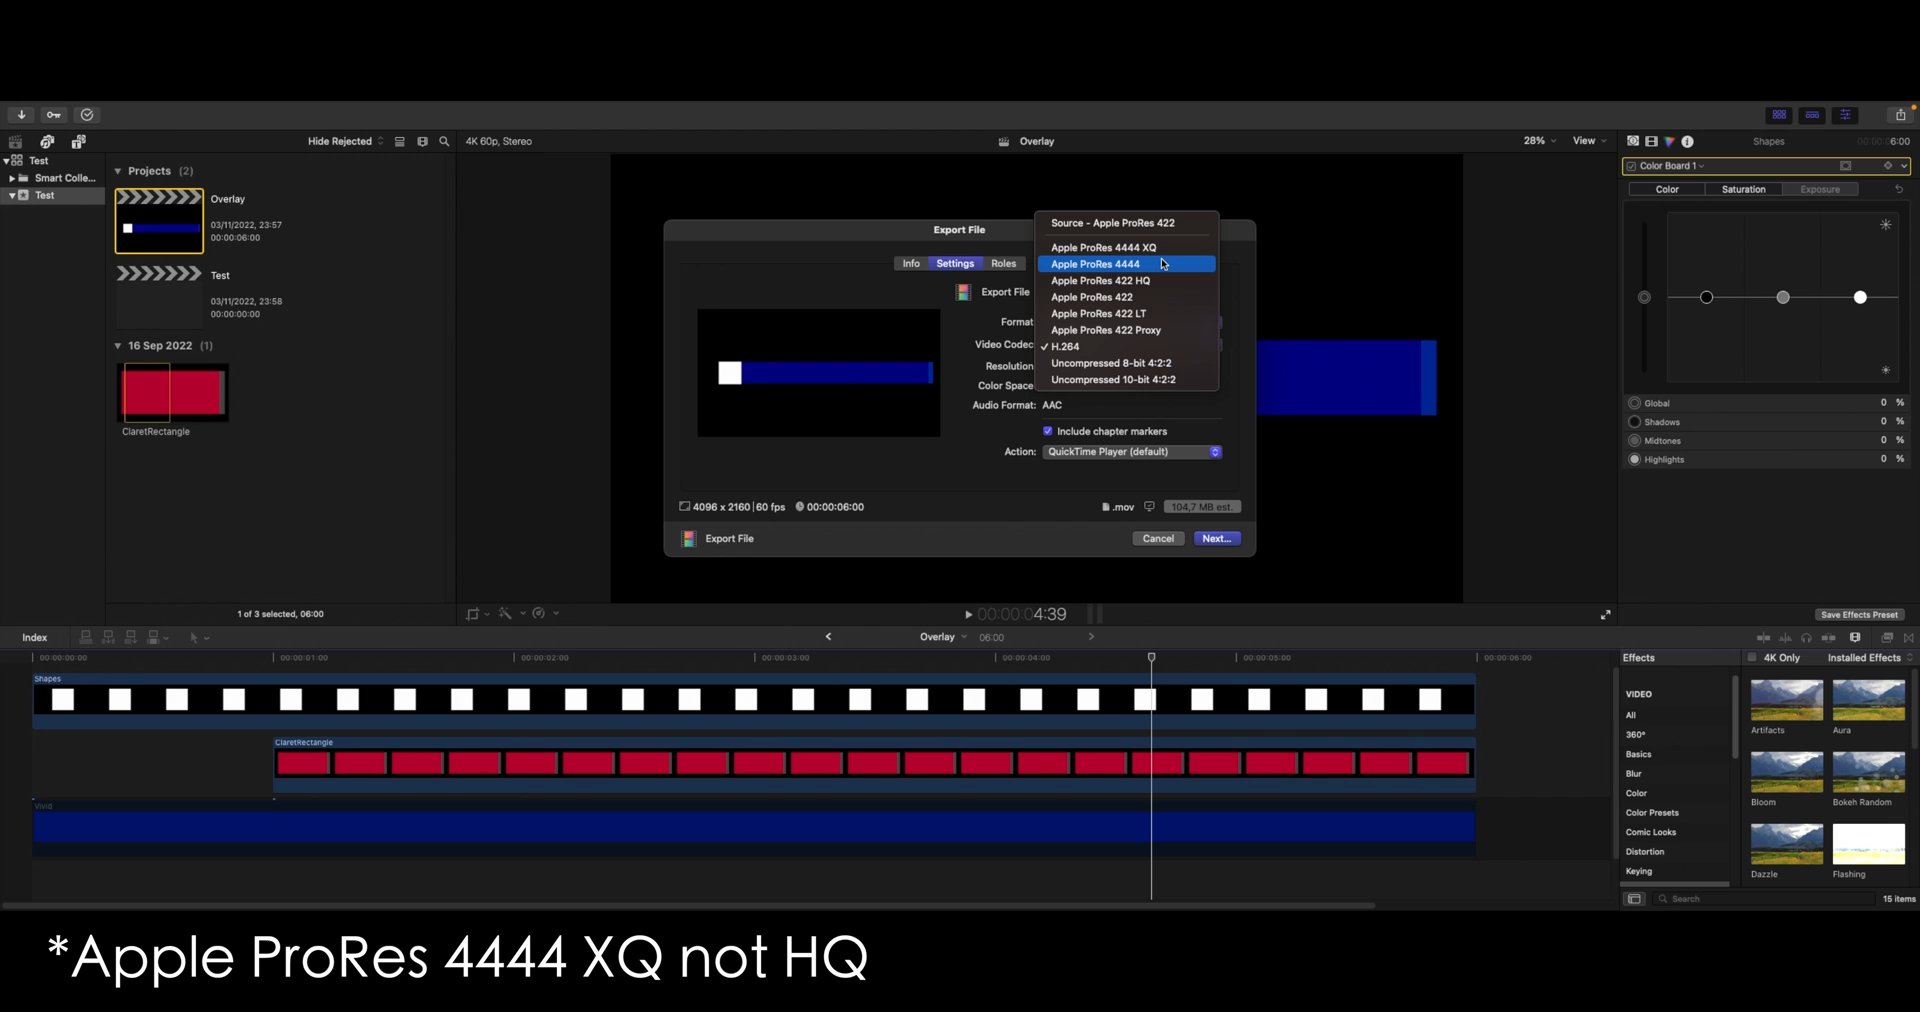 Hide Rejected
4K 60p, Stereo
Overlay
28%
View
Shapes
6:00
Test
Smart Colle...
Test
Projects (2)
Overlay
03/11/2022, 23:57
00:00:06:00
Test
03/11/2022, 23:58
00:00:00:00
16 Sep 2022 (1)
ClaretRectangle
1 of 3 selected, 06:00
Export File
Info
Settings
Roles
Export File
Format
Video Codec
Resolution
Color Space
Audio Format: AAC
Include chapter markers
Action: QuickTime Player (default)
4096 x 2160 | 60 fps
00:00:06:00
.mov
104,7 MB est.
Export File
Cancel
Next...
Source - Apple ProRes 422
Apple ProRes 4444 XQ
Apple ProRes 4444
Apple ProRes 422 HQ
Apple ProRes 422
Apple ProRes 422 LT
Apple ProRes 422 Proxy
✓ H.264
Uncompressed 8-bit 4:2:2
Uncompressed 10-bit 4:2:2
Color Board 1
Color
Saturation
Exposure
Global 0 %
Shadows 0 %
Midtones 0 %
Highlights 0 %
Save Effects Preset
00:00:04:39
Index
Overlay
06:00
00:00:00:00
00:00:01:00
00:00:02:00
00:00:03:00
00:00:04:00
00:00:05:00
00:00:06:00
Shapes
ClaretRectangle
Vivid
Effects
4K Only
Installed Effects
VIDEO
All
360°
Basics
Blur
Color
Color Presets
Comic Looks
Distortion
Keying
Artifacts
Aura
Bloom
Bokeh Random
Dazzle
Flashing
Search
15 items
*Apple ProRes 4444 XQ not HQ